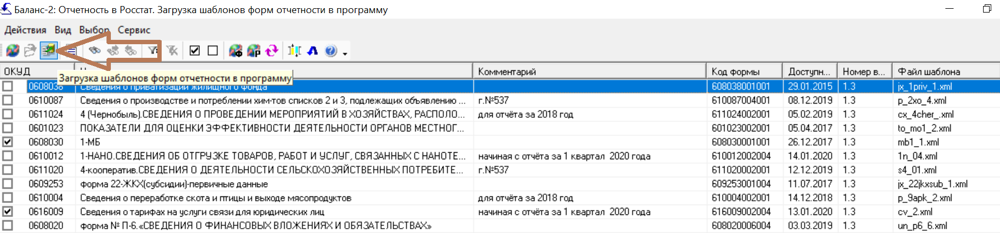 Баланс-2: Отчетность в Росстат. Загрузка шаблонов форм отчетности в программу
Действия Вид Выбор Сервис
ОКУД Комментарий Код формы Доступн... Номер в... Файл шаблона
Загрузка шаблонов форм отчетности в программу
0608038 Сведения о приватизации жилищного фонда 608038001001 29.01.2015 1.3 jx_1priv_1.xml
0610087 Сведения о производстве и потреблении хим-тов списков 2 и 3, подлежащих объявлению ... г.№537 610087004001 08.12.2019 1.3 p_2xo_4.xml
0611024 4 (Чернобыль).СВЕДЕНИЯ О ПРОВЕДЕНИИ МЕРОПРИЯТИЙ В ХОЗЯЙСТВАХ, РАСПОЛО... для отчёта за 2018 год 611024002001 05.02.2019 1.3 cx_4cher_.xml
0601023 ПОКАЗАТЕЛИ ДЛЯ ОЦЕНКИ ЭФФЕКТИВНОСТИ ДЕЯТЕЛЬНОСТИ ОРГАНОВ МЕСТНОГ... 601023002001 05.04.2017 1.3 to_mo1_2.xml
0608030 1-МБ 608030001001 26.12.2017 1.3 mb1_1.xml
0610012 1-НАНО.СВЕДЕНИЯ ОБ ОТГРУЗКЕ ТОВАРОВ, РАБОТ И УСЛУГ, СВЯЗАННЫХ С НАНОТЕ... начиная с отчёта за 1 квартал 2020 года 610012002004 14.01.2020 1.3 1n_04.xml
0611020 4-кооператив.СВЕДЕНИЯ О ДЕЯТЕЛЬНОСТИ СЕЛЬСКОХОЗЯЙСТВЕННЫХ ПОТРЕБИТЕ... г.№537 611020002001 12.12.2019 1.3 s4_01.xml
0609253 форма 22-ЖКХ(субсидии)-первичные данные 609253001004 11.07.2017 1.3 jx_22jkxsub_1.xml
0610004 Сведения о переработке скота и птицы и выходе мясопродуктов для отчёта за 2018 год 610004002001 14.12.2018 1.3 p_9apk_2.xml
0616009 Сведения о тарифах на услуги связи для юридических лиц начиная с отчёта за 1 квартал 2020 года 616009002004 13.01.2020 1.3 cv_2.xml
0608020 форма № П-6.«СВЕДЕНИЯ О ФИНАНСОВЫХ ВЛОЖЕНИЯХ И ОБЯЗАТЕЛЬСТВАХ» 608020006004 03.03.2019 1.3 un_p6_6.xml